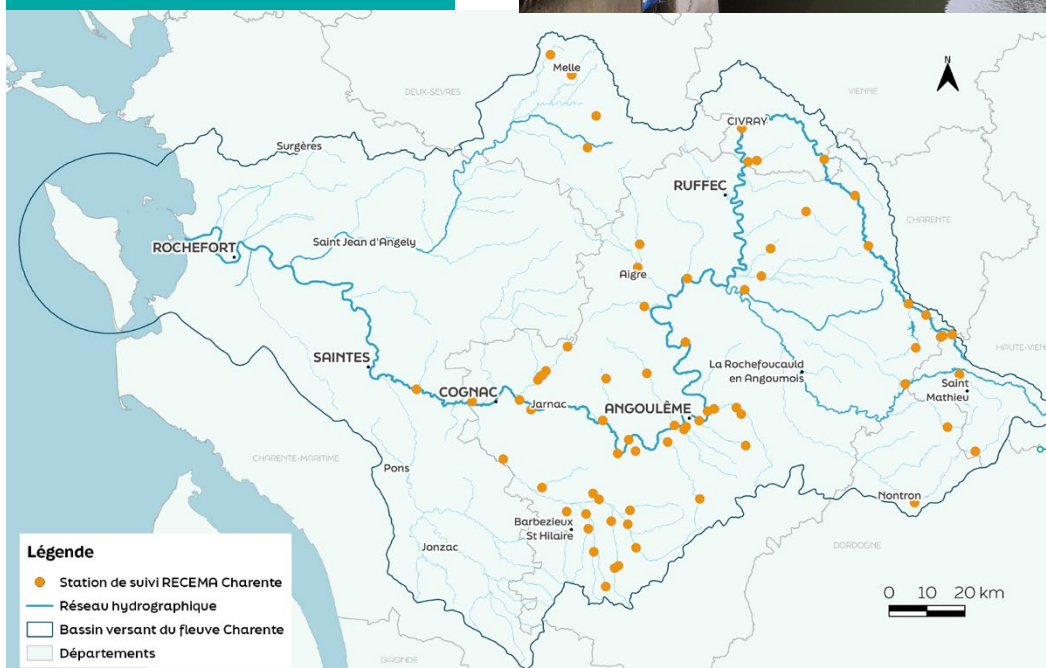 N
Melle
DEUX-SEVRES
VIENNE
CIVRAY
Surgères
RUFFEC
CHARENTE
Saint Jean d'Angely
ROCHEFORT
Aigre
SAINTES
La Rochefoucauld
en Angoumois
HAUTE-VIEN
Saint
Mathieu
COGNAC
Jarnac
ANGOULÊME
CHARENTE-MARITIME
Pons
Nontron
Barbezieux
St Hilaire
DORDOGNE
Jonzac
GIRONDE
Légende
Station de suivi RECEMA Charente
Réseau hydrographique
Bassin versant du fleuve Charente
Départements
0 10 20 km